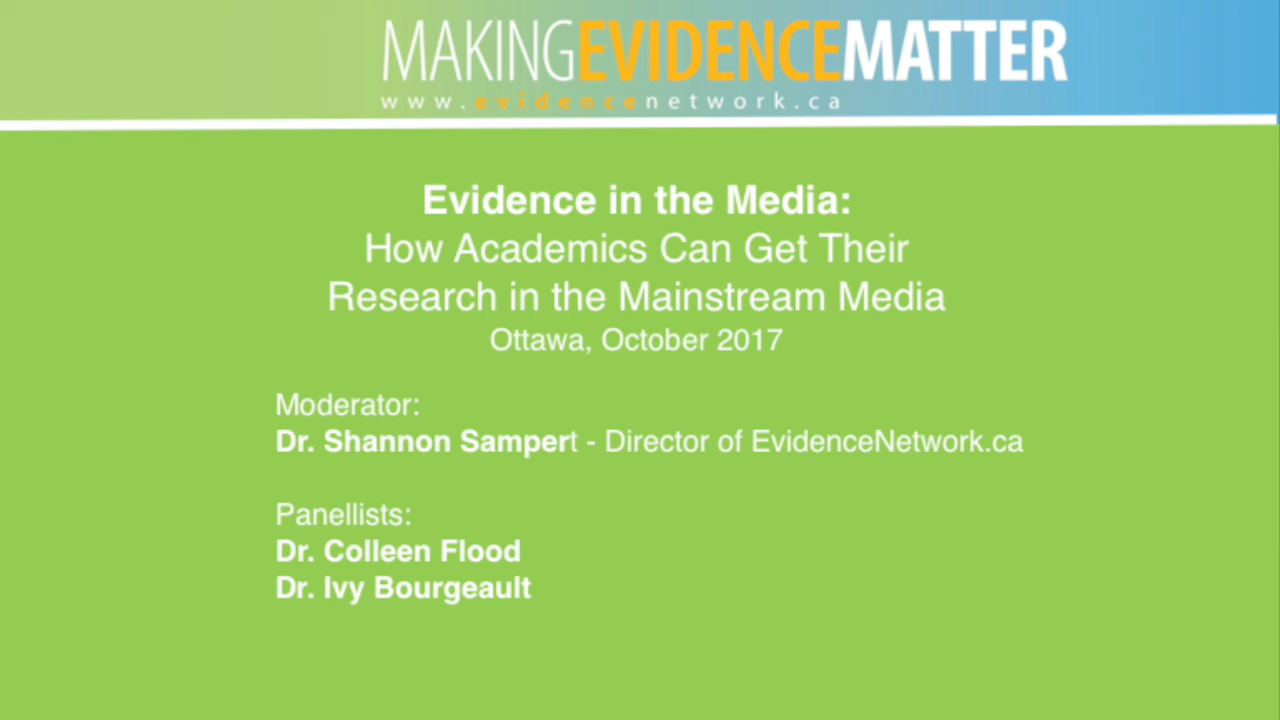 MAKINGEVIDENCEMATTER
www.evidencenetwork.ca
Evidence in the Media:
How Academics Can Get Their
Research in the Mainstream Media
Ottawa, October 2017
Moderator:
Dr. Shannon Sampert - Director of EvidenceNetwork.ca
Panellists:
Dr. Colleen Flood
Dr. Ivy Bourgeault